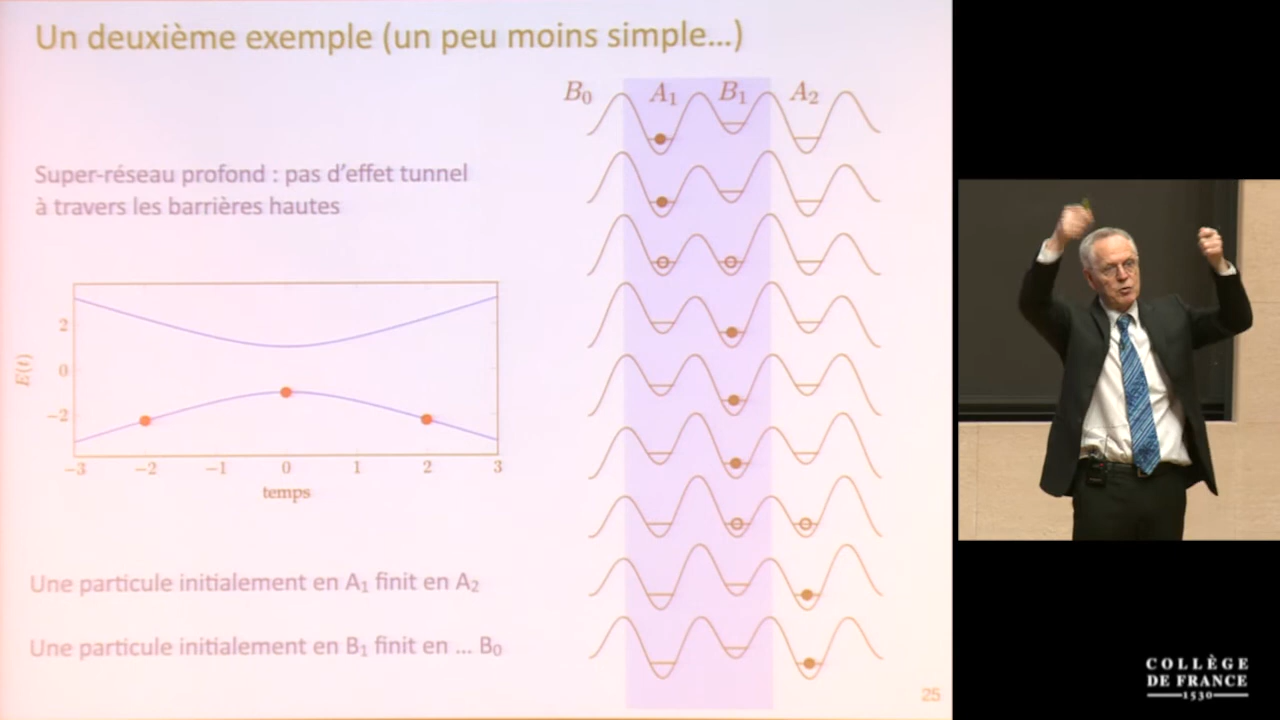 Un deuxième exemple (un peu moins simple...)
B₀ A₁ B₁ A₂
Super-réseau profond : pas d'effet tunnel
à travers les barrières hautes
E(t)
2
0
−2
−3 −2 −1 0 1 2 3
temps
Une particule initialement en A₁ finit en A₂
Une particule initialement en B₁ finit en ... B₀
25
COLLÈGE
DE FRANCE
1530